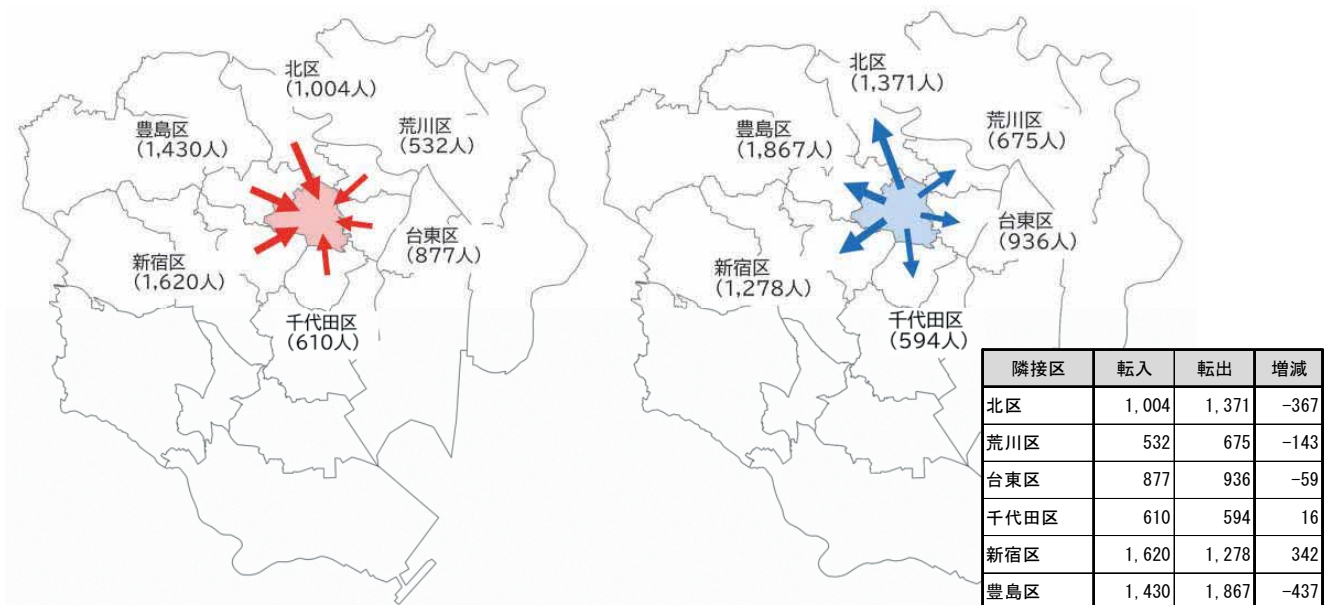 北区
(1,004人)
荒川区
(532人)
豊島区
(1,430人)
台東区
(877人)
新宿区
(1,620人)
千代田区
(610人)
北区
(1,371人)
荒川区
(675人)
豊島区
(1,867人)
台東区
(936人)
新宿区
(1,278人)
千代田区
(594人)
隣接区 転入 転出 増減
北区 1,004 1,371 -367
荒川区 532 675 -143
台東区 877 936 -59
千代田区 610 594 16
新宿区 1,620 1,278 342
豊島区 1,430 1,867 -437